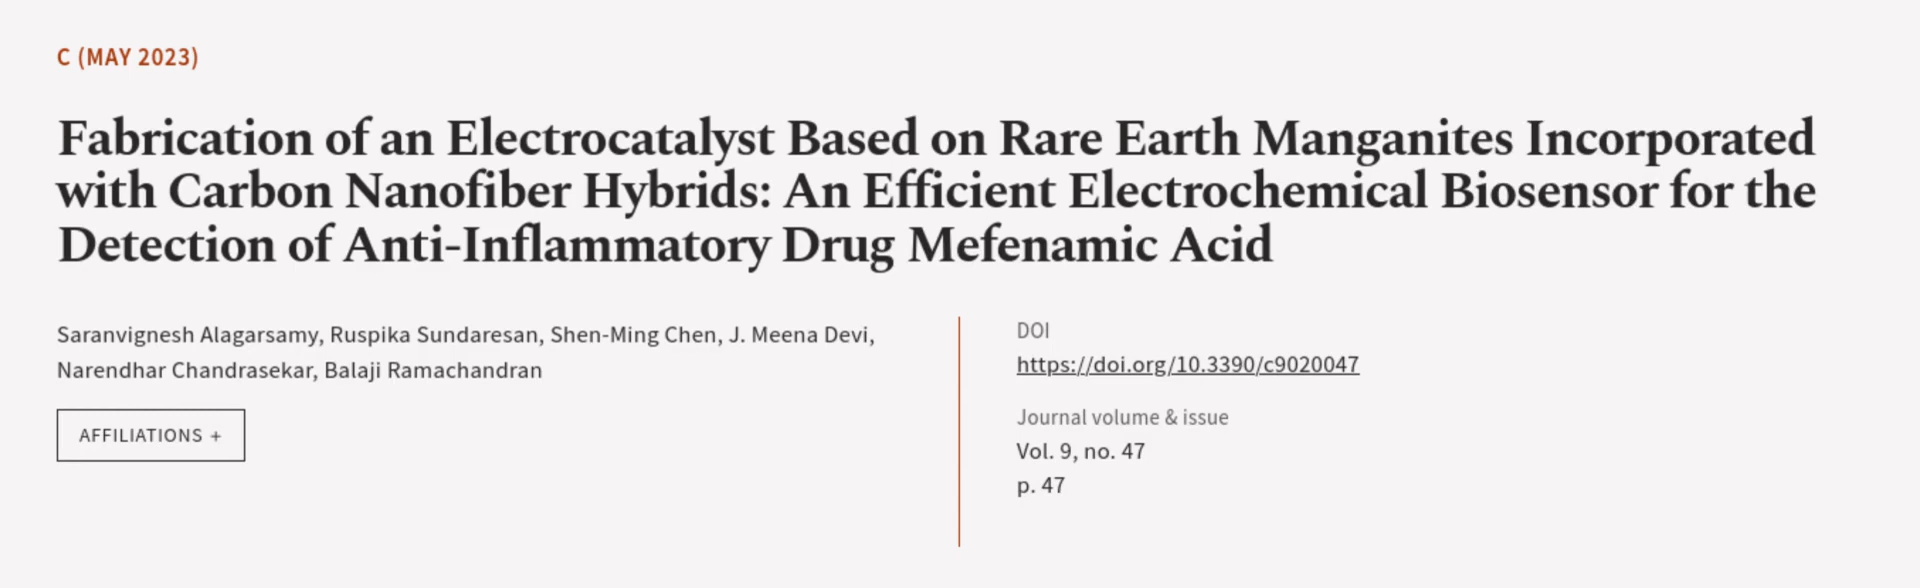 C (MAY 2023)
Fabrication of an Electrocatalyst Based on Rare Earth Manganites Incorporated
with Carbon Nanofiber Hybrids: An Efficient Electrochemical Biosensor for the
Detection of Anti-Inflammatory Drug Mefenamic Acid
Saranvignesh Alagarsamy, Ruspika Sundaresan, Shen-Ming Chen, J. Meena Devi,
Narendhar Chandrasekar, Balaji Ramachandran
AFFILIATIONS +
DOI
https://doi.org/10.3390/c9020047
Journal volume & issue
Vol. 9, no. 47
p. 47